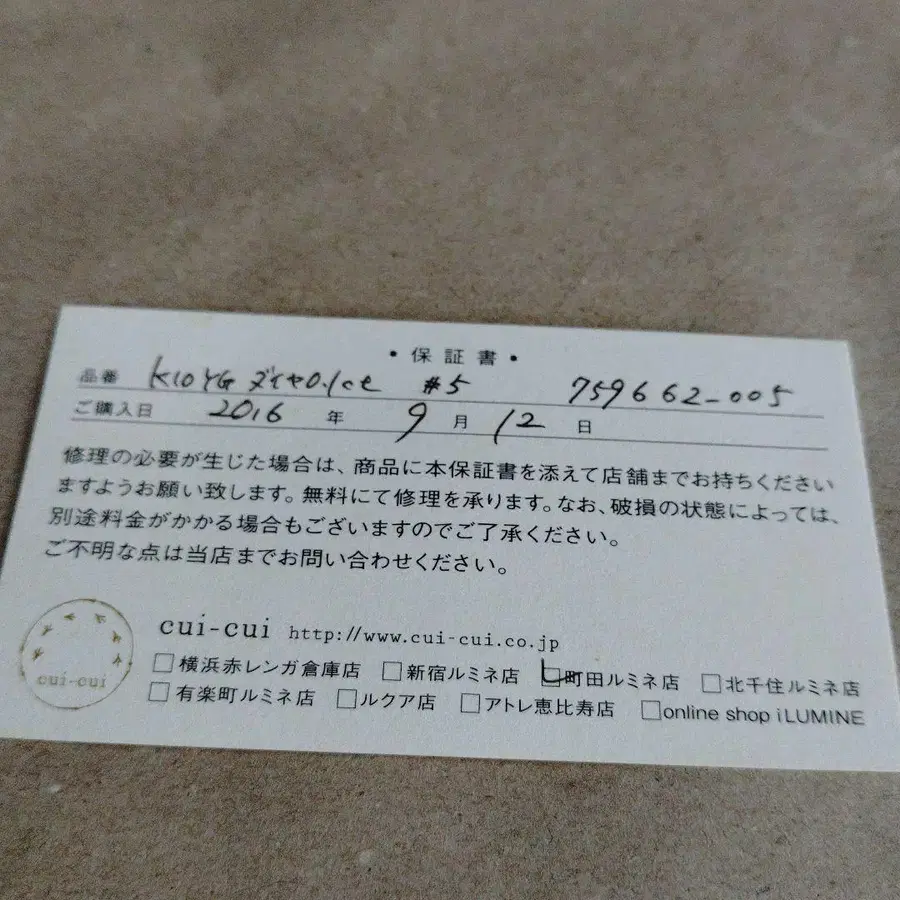 ・保証書・
品番 K10YG ダイヤ0.1ct #5 759662-005
ご購入日 2016 年 9 月 12 日
修理の必要が生じた場合は、商品に本保証書を添えて店舗までお持ちください
ますようお願い致します。無料にて修理を承ります。なお、破損の状態によっては、
別途料金がかかる場合もございますのでご了承ください。
ご不明な点は当店までお問い合わせください。
cui-cui
cui-cui http://www.cui-cui.co.jp
□横浜赤レンガ倉庫店 □新宿ルミネ店 ☑町田ルミネ店 □北千住ルミネ店
□有楽町ルミネ店 □ルクア店 □アトレ恵比寿店 □online shop iLUMINE